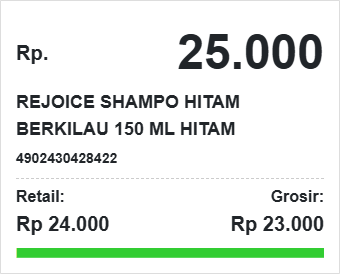 Rp. 25.000
REJOICE SHAMPO HITAM
BERKILAU 150 ML HITAM
4902430428422
Retail: Grosir:
Rp 24.000 Rp 23.000